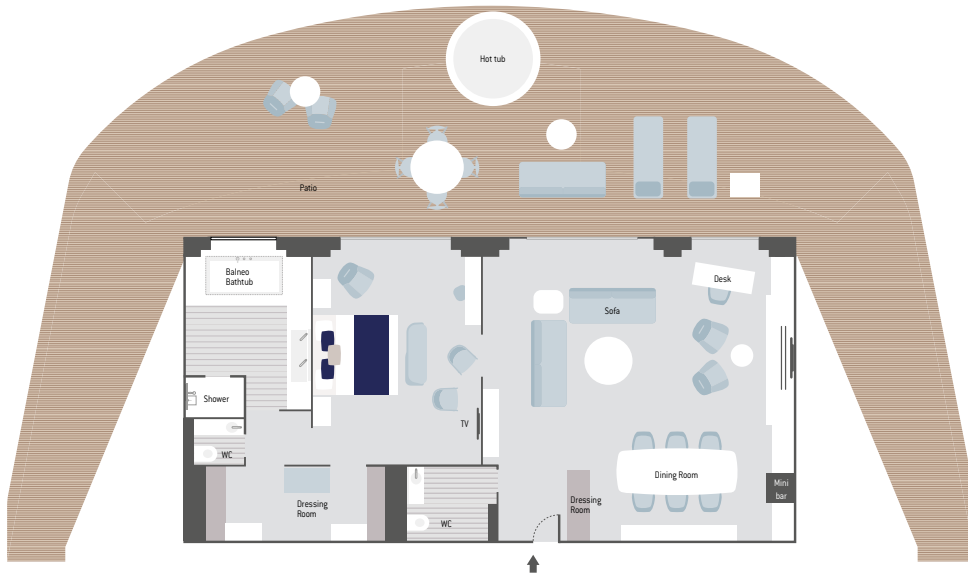 Hot tub
Patio
Balneo
Bathtub
Desk
Sofa
Shower
TV
WC
Dining Room
Mini
bar
Dressing
Room
Dressing
Room
WC